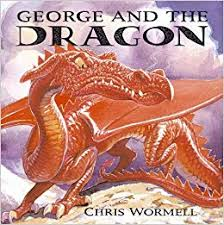 GEORGE AND THE
DRAGON
CHRIS WORMELL